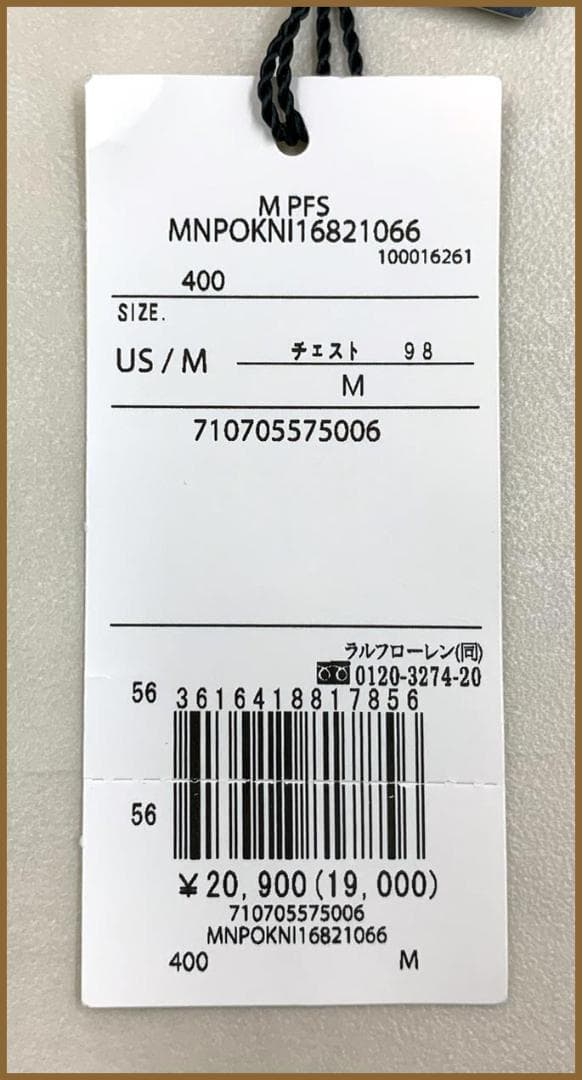 M PFS
MNPOKNI16821066
100016261
400
SIZE.
US / M
チェスト 98
M
710705575006
ラルフローレン(同)
0120-3274-20
56 3616418817856
56
¥20,900(19,000)
710705575006
MNPOKNI16821066
400 M